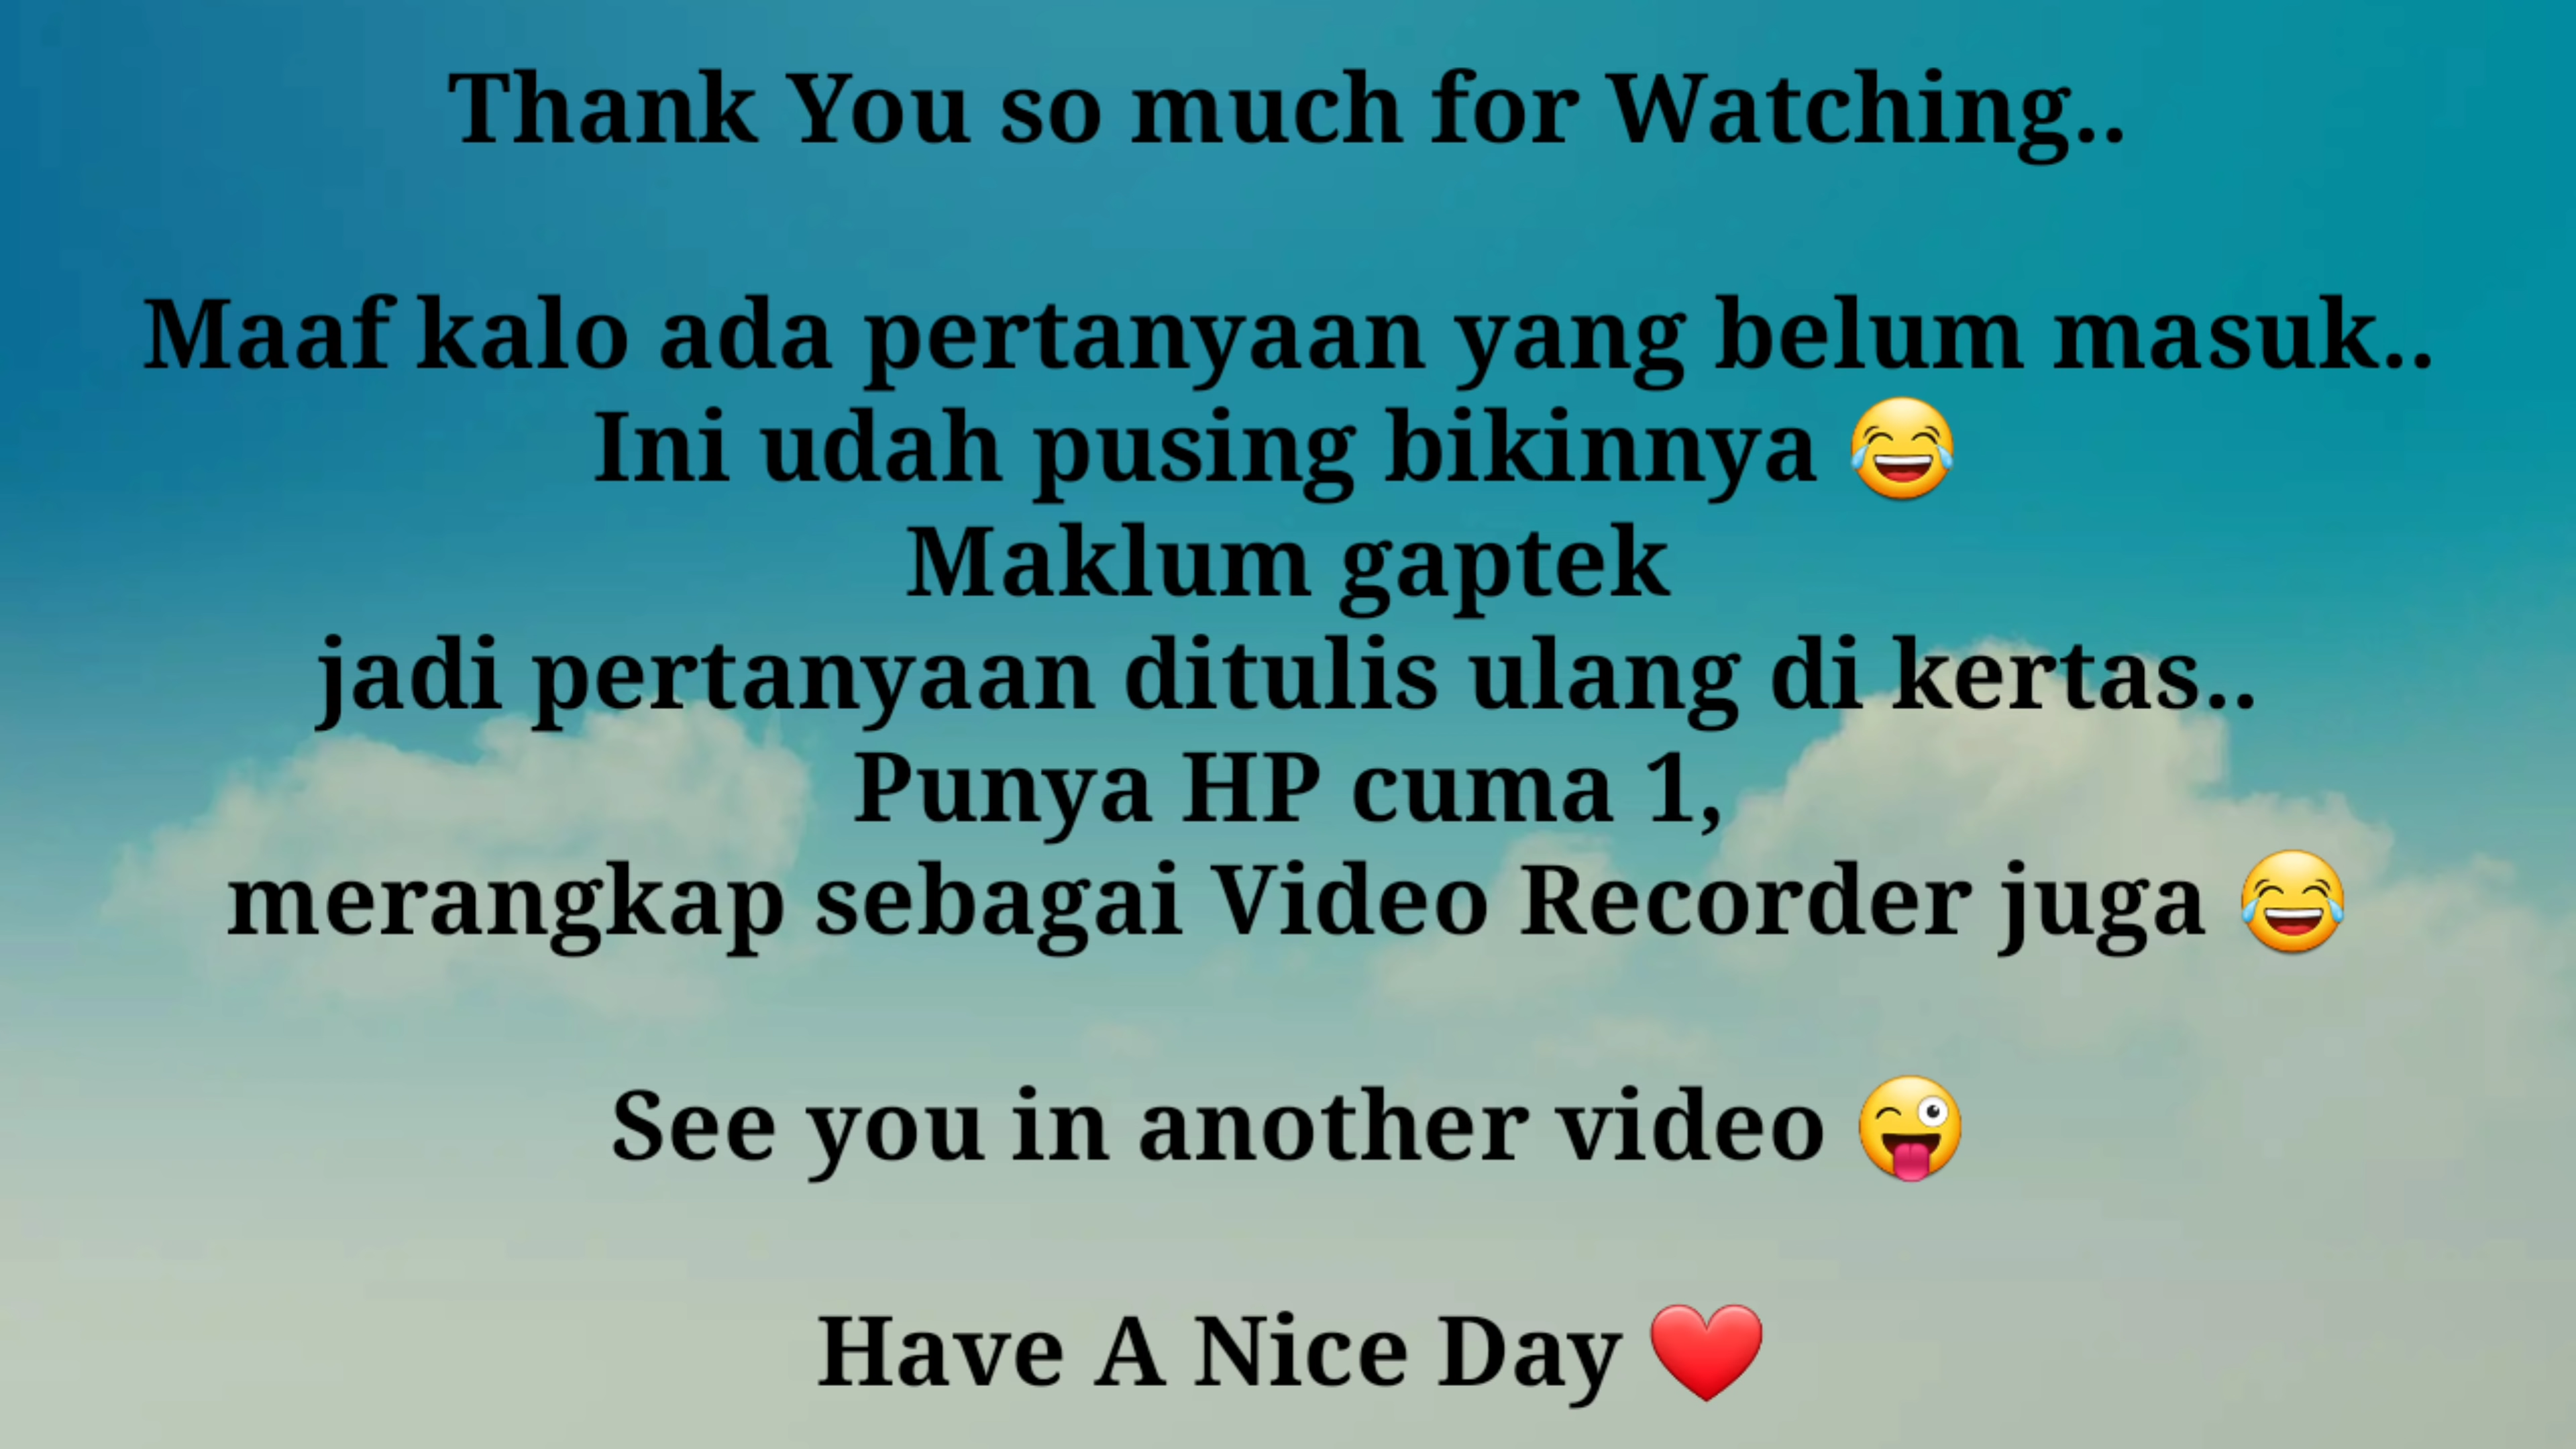 Thank You so much for Watching..
Maaf kalo ada pertanyaan yang belum masuk..
Ini udah pusing bikinnya 😂
Maklum gaptek
jadi pertanyaan ditulis ulang di kertas..
Punya HP cuma 1,
merangkap sebagai Video Recorder juga 😂
See you in another video 😜
Have A Nice Day ❤️